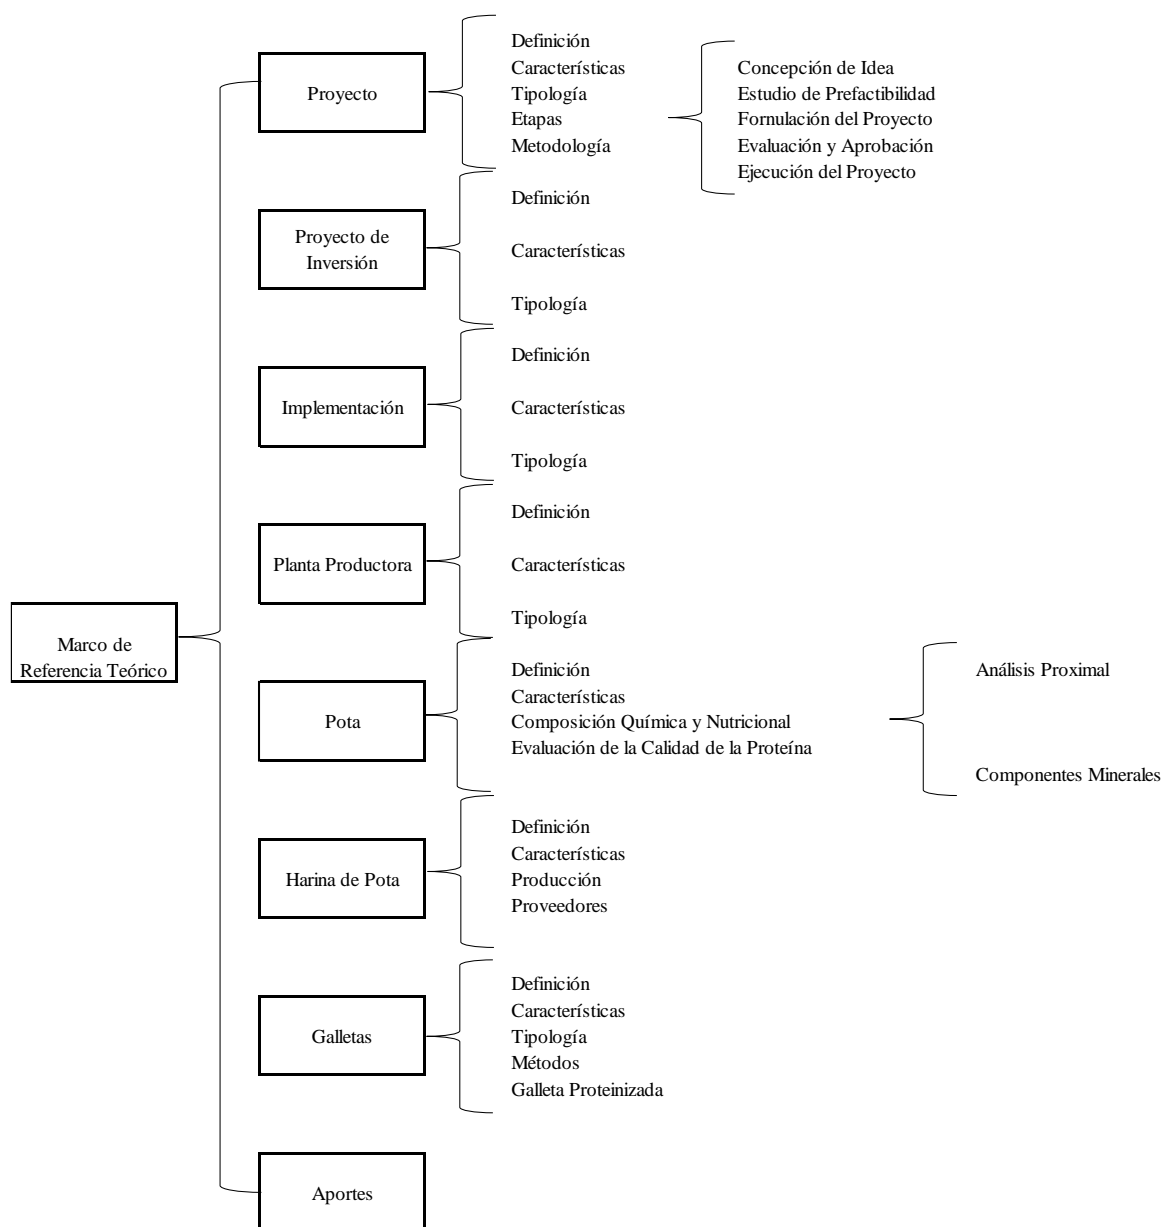 Proyecto
Definición
Características
Tipología
Etapas
Metodología
Concepción de Idea
Estudio de Prefactibilidad
Fornulación del Proyecto
Evaluación y Aprobación
Ejecución del Proyecto
Proyecto de
Inversión
Definición
Características
Tipología
Implementación
Definición
Características
Tipología
Planta Productora
Definición
Características
Tipología
Marco de
Referencia Teórico
Pota
Definición
Características
Composición Química y Nutricional
Evaluación de la Calidad de la Proteína
Análisis Proximal
Componentes Minerales
Harina de Pota
Definición
Características
Producción
Proveedores
Galletas
Definición
Características
Tipología
Métodos
Galleta Proteinizada
Aportes